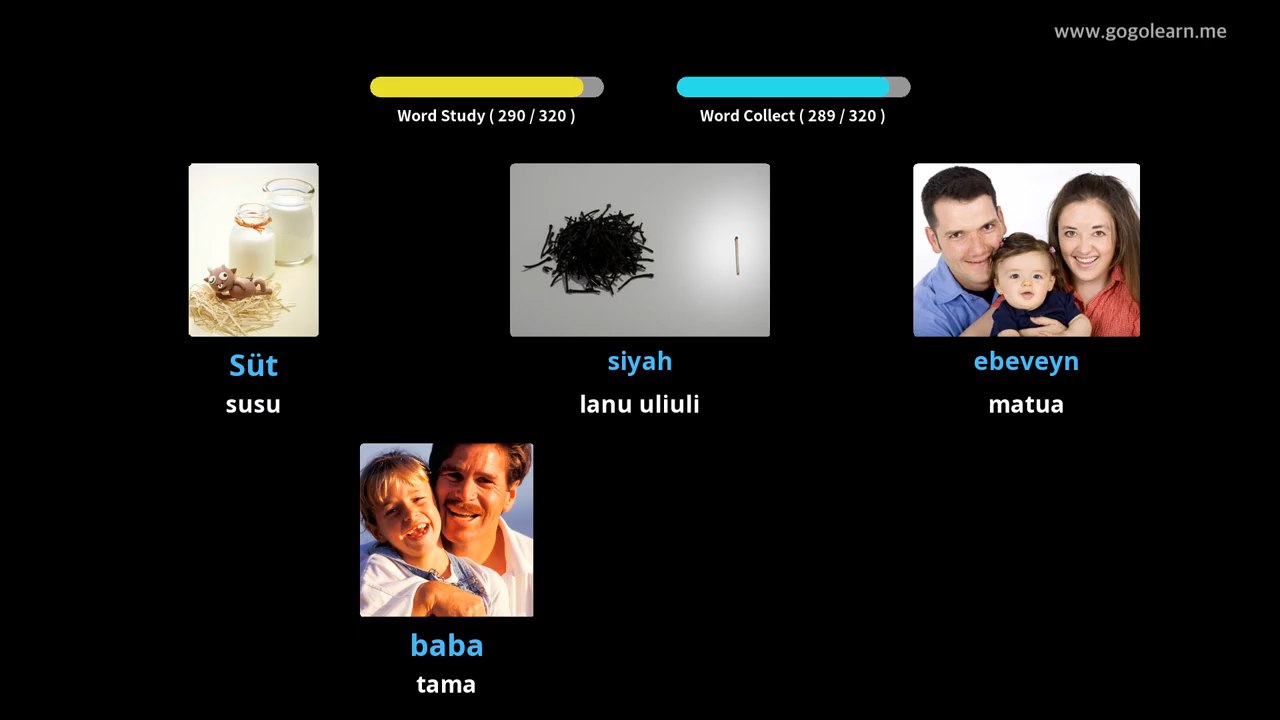 www.gogolearn.me
Word Study ( 290 / 320 )
Word Collect ( 289 / 320 )
Süt
siyah
ebeveyn
susu
lanu uliuli
matua
baba
tama